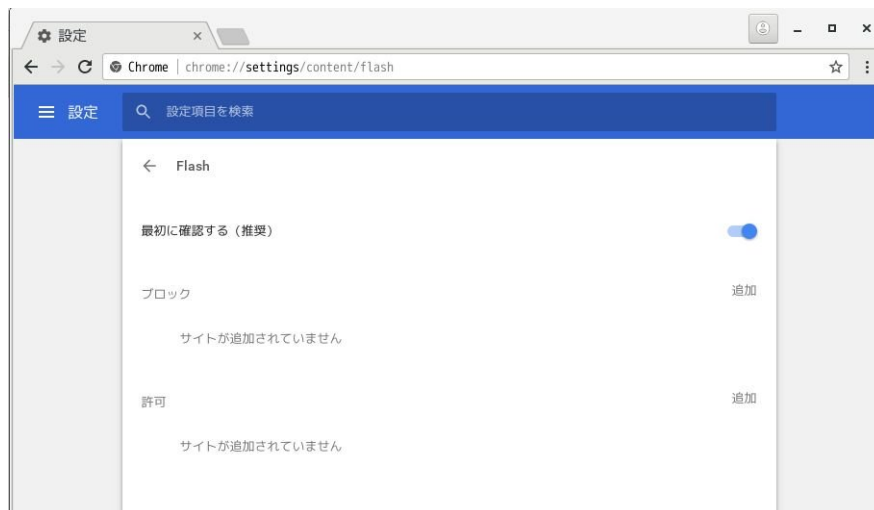 設定
Chrome | chrome://settings/content/flash
設定
設定項目を検索
Flash
最初に確認する（推奨）
ブロック
追加
サイトが追加されていません
許可
追加
サイトが追加されていません